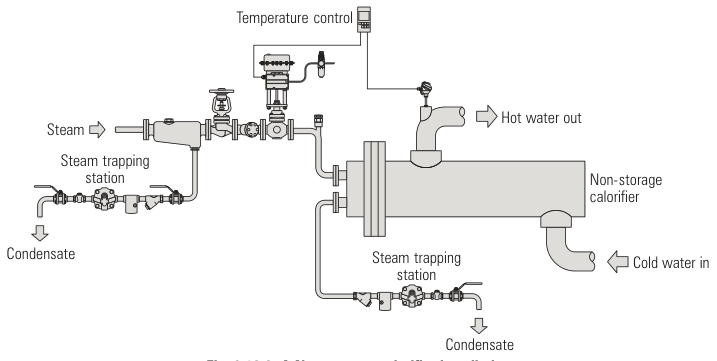 Temperature control
Steam
Hot water out
Steam trapping
station
Non-storage
calorifier
Condensate
Steam trapping
station
Cold water in
Condensate